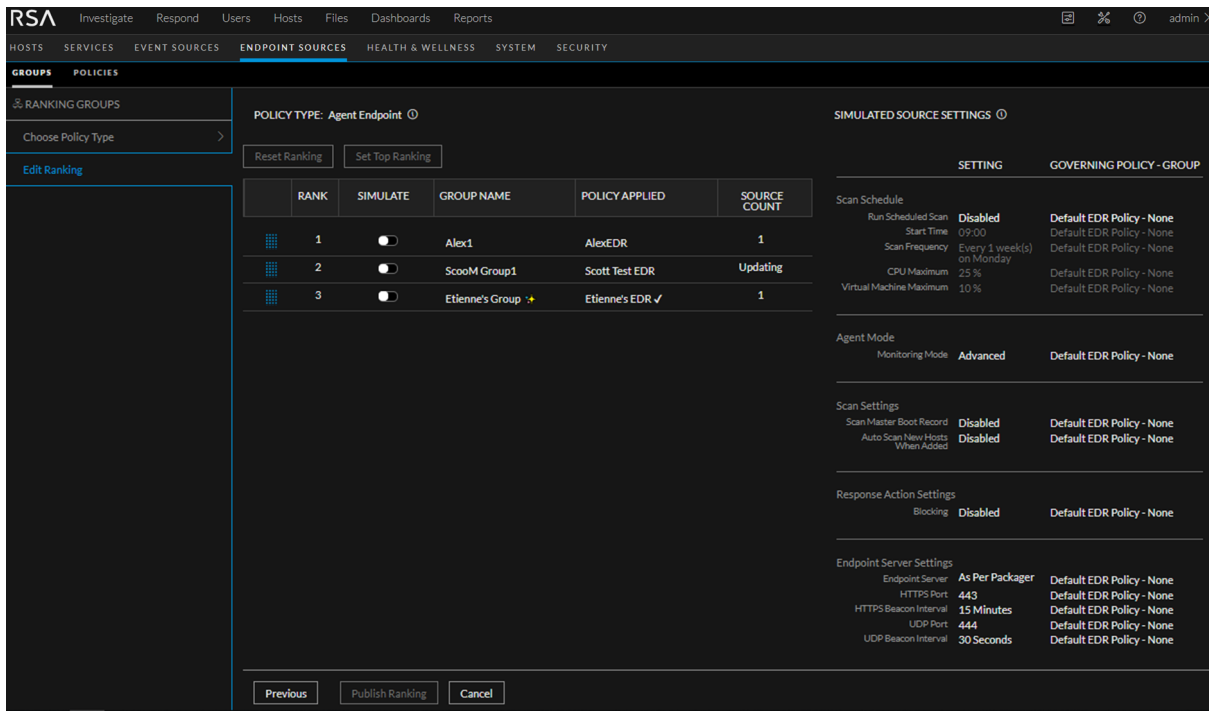 RSA Investigate Respond Users Hosts Files Dashboards Reports admin
HOSTS SERVICES EVENT SOURCES ENDPOINT SOURCES HEALTH & WELLNESS SYSTEM SECURITY
GROUPS POLICIES
RANKING GROUPS
Choose Policy Type
Edit Ranking
POLICY TYPE: Agent Endpoint
Reset Ranking Set Top Ranking
RANK SIMULATE GROUP NAME POLICY APPLIED SOURCE
COUNT
1 Alex1 AlexEDR 1
2 ScooM Group1 Scott Test EDR Updating
3 Etienne's Group ✨ Etienne's EDR ✓ 1
SIMULATED SOURCE SETTINGS
SETTING GOVERNING POLICY - GROUP
Scan Schedule
Run Scheduled Scan Disabled Default EDR Policy - None
Start Time 09:00 Default EDR Policy - None
Scan Frequency Every 1 week(s) Default EDR Policy - None
on Monday
CPU Maximum 25 % Default EDR Policy - None
Virtual Machine Maximum 10 % Default EDR Policy - None
Agent Mode
Monitoring Mode Advanced Default EDR Policy - None
Scan Settings
Scan Master Boot Record Disabled Default EDR Policy - None
Auto Scan New Hosts Disabled Default EDR Policy - None
When Added
Response Action Settings
Blocking Disabled Default EDR Policy - None
Endpoint Server Settings
Endpoint Server As Per Packager Default EDR Policy - None
HTTPS Port 443 Default EDR Policy - None
HTTPS Beacon Interval 15 Minutes Default EDR Policy - None
UDP Port 444 Default EDR Policy - None
UDP Beacon Interval 30 Seconds Default EDR Policy - None
Previous Publish Ranking Cancel